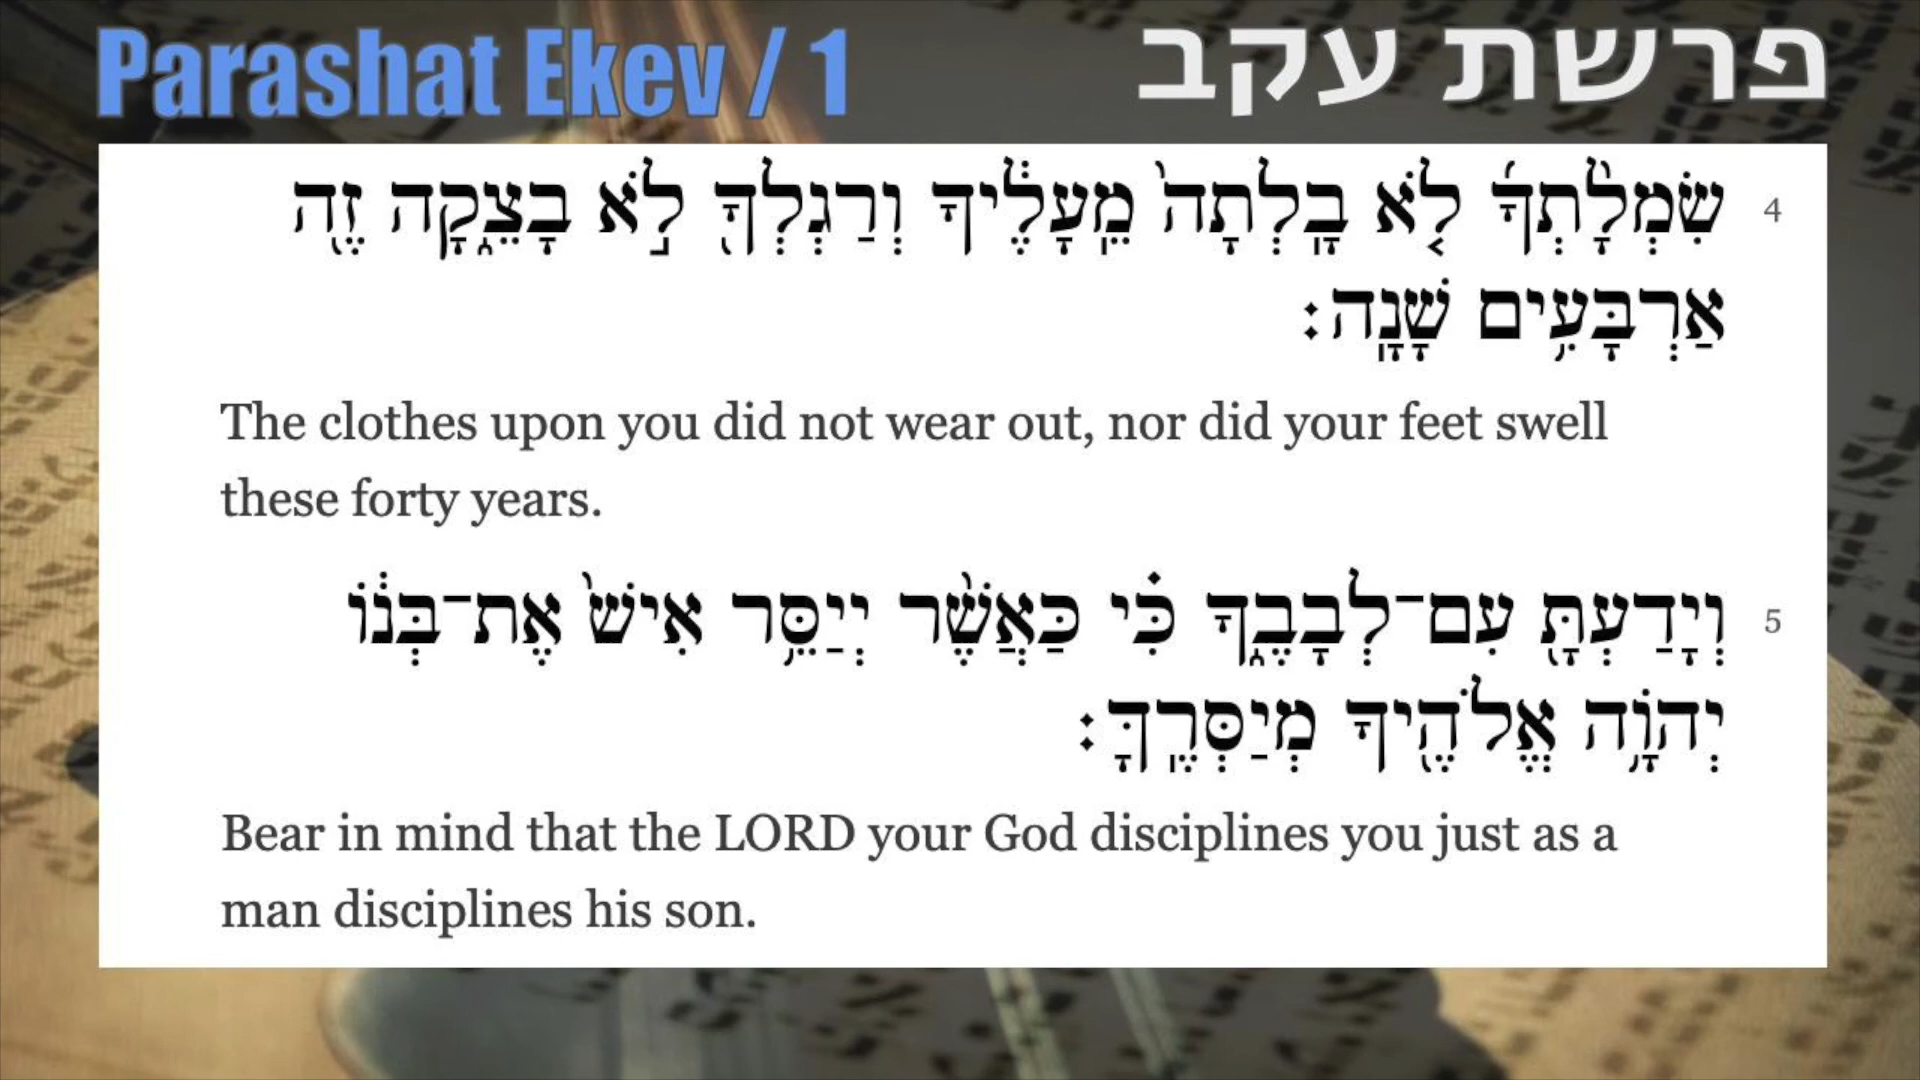 Parashat Ekev / 1
פרשת עקב
4
שִׂמְלָ֨תְךָ֜ לֹ֤א בָֽלְתָה֙ מֵֽעָלֶ֔יךָ וְרַגְלְךָ֖ לֹ֣א בָצֵ֑קָה זֶ֖ה
אַרְבָּעִ֥ים שָׁנָֽה׃
The clothes upon you did not wear out, nor did your feet swell
these forty years.
5
וְיָדַעְתָּ֖ עִם־לְבָבֶ֑ךָ כִּ֗י כַּאֲשֶׁ֨ר יְיַסֵּ֥ר אִישׁ֙ אֶת־בְּנ֔וֹ
יְהֹוָ֥ה אֱלֹהֶ֖יךָ מְיַסְּרֶֽךָּ׃
Bear in mind that the LORD your God disciplines you just as a
man disciplines his son.